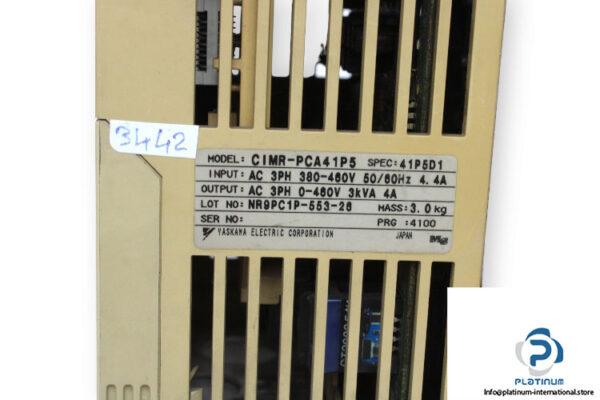 3442
MODEL: CIMR-PCA41P5 SPEC: 41P5D1
INPUT: AC 3PH 380-460V 50/60Hz 4.4A
OUTPUT: AC 3PH 0-460V 3kVA 4A
LOT NO: NR9PC1P-553-26 MASS: 3.0 kg
SER NO: PRG :4100
YASKAWA ELECTRIC CORPORATION JAPAN
PLATINUM
Info@platinum-international.store